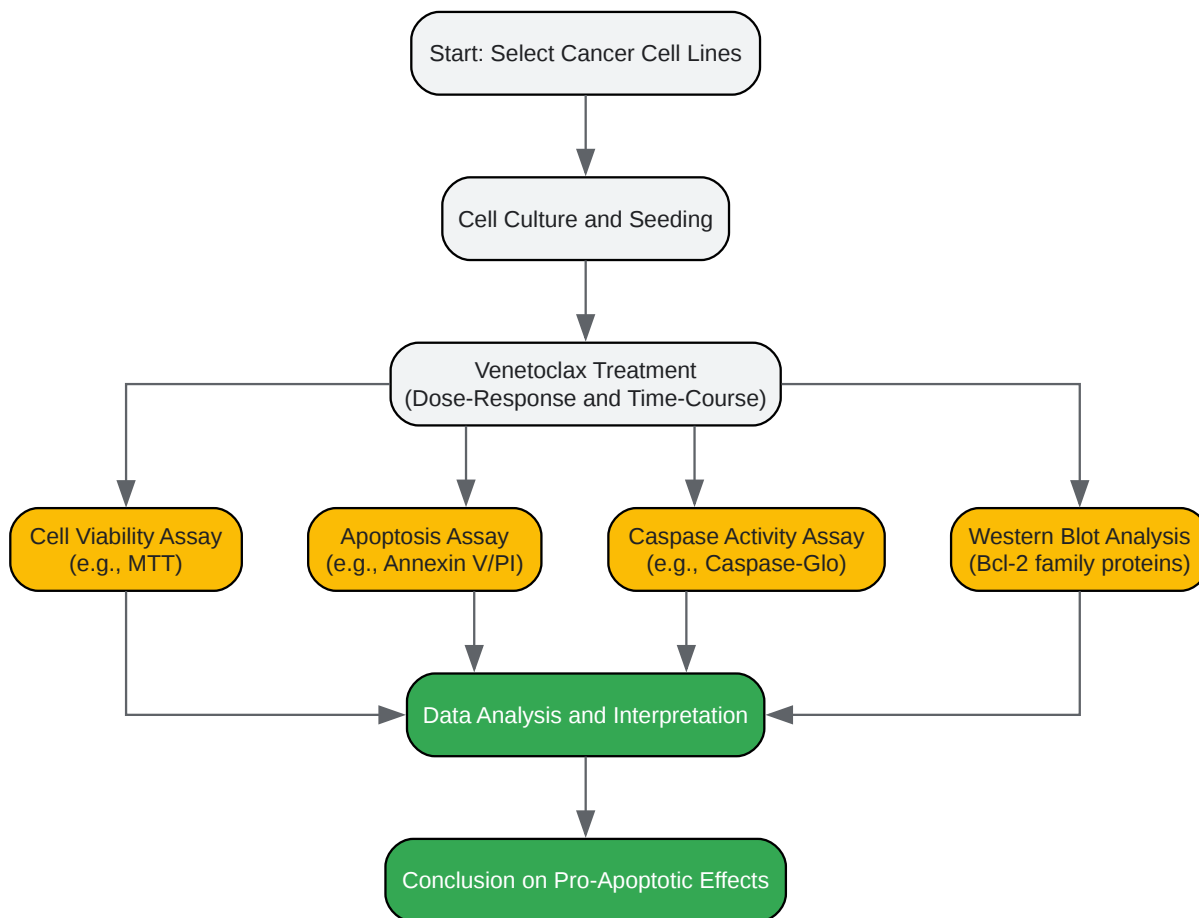 Start: Select Cancer Cell Lines
Cell Culture and Seeding
Venetoclax Treatment
(Dose-Response and Time-Course)
Cell Viability Assay
(e.g., MTT)
Apoptosis Assay
(e.g., Annexin V/PI)
Caspase Activity Assay
(e.g., Caspase-Glo)
Western Blot Analysis
(Bcl-2 family proteins)
Data Analysis and Interpretation
Conclusion on Pro-Apoptotic Effects